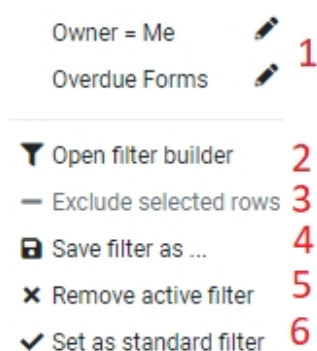 Owner = Me
1
Overdue Forms
Open filter builder 2
Exclude selected rows 3
Save filter as ... 4
Remove active filter 5
Set as standard filter 6